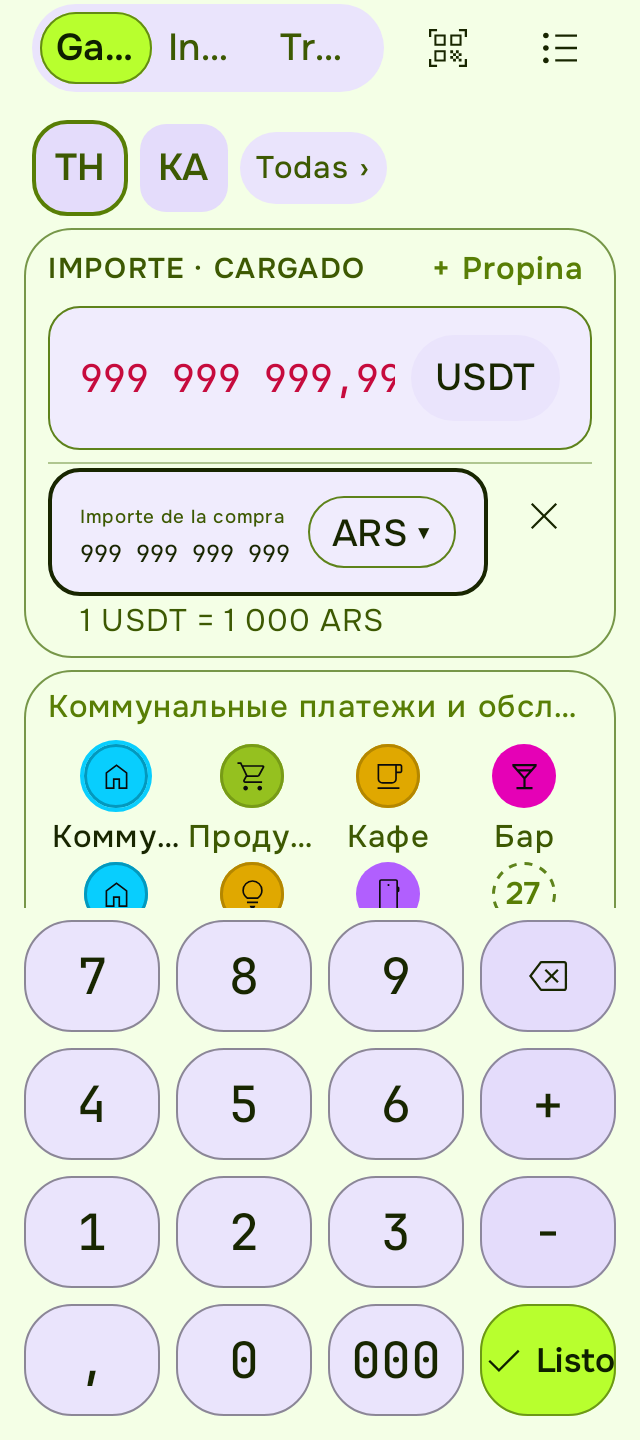 Ga... In... Tr...
TH KA Todas ›
IMPORTE · CARGADO + Propina
999 999 999,99 USDT
Importe de la compra
999 999 999 999 ARS ▾
1 USDT = 1 000 ARS
Коммунальные платежи и обсл...
Комму... Проду... Кафе Бар
27
7 8 9
4 5 6 +
1 2 3 -
, 0 000 Listo